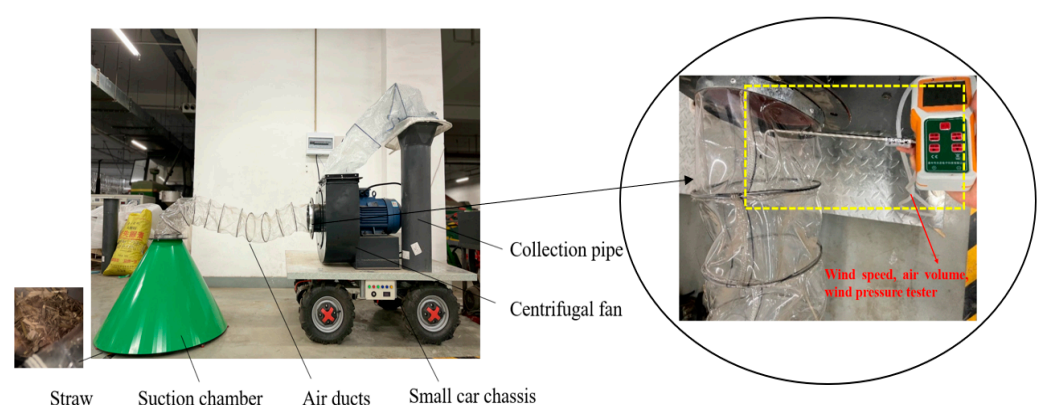 Collection pipe
Wind speed, air volume,
wind pressure tester
Centrifugal fan
Straw
Suction chamber
Air ducts
Small car chassis